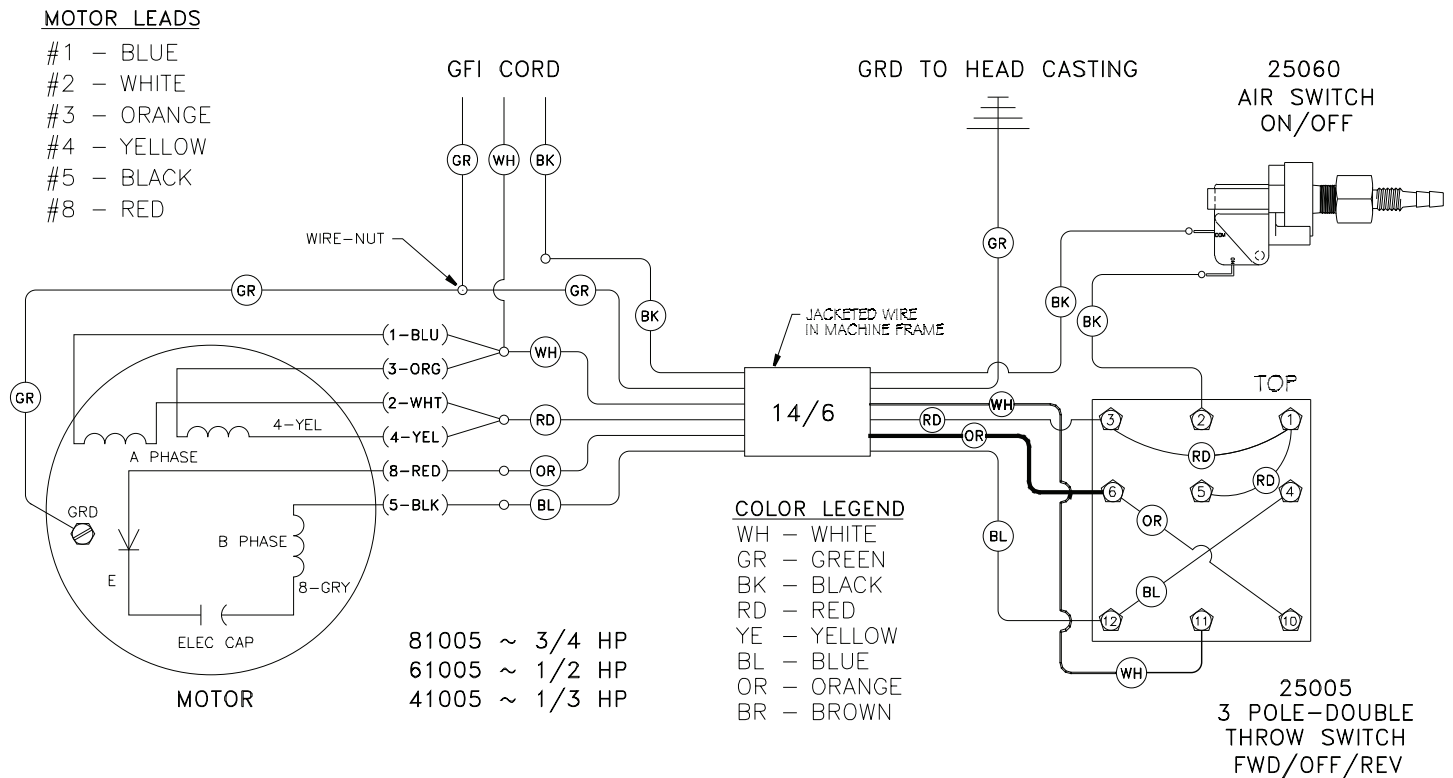 MOTOR LEADS
#1 - BLUE
#2 - WHITE
#3 - ORANGE
#4 - YELLOW
#5 - BLACK
#8 - RED
GFI CORD
GRD TO HEAD CASTING
25060
AIR SWITCH
ON/OFF
GR
WH
BK
WIRE-NUT
GR
COM
GR
GR
BK
BK
BK
JACKETED WIRE
IN MACHINE FRAME
(1-BLU)
(3-ORG)
WH
(2-WHT)
(4-YEL)
4-YEL
RD
A PHASE
(8-RED)
OR
(5-BLK)
BL
GR
GRD
B PHASE
E
8-GRY
ELEC CAP
MOTOR
14/6
WH
RD
OR
BL
TOP
3
2
1
RD
6
5
RD
4
OR
BL
12
11
10
WH
81005 ~ 3/4 HP
61005 ~ 1/2 HP
41005 ~ 1/3 HP
COLOR LEGEND
WH - WHITE
GR - GREEN
BK - BLACK
RD - RED
YE - YELLOW
BL - BLUE
OR - ORANGE
BR - BROWN
25005
3 POLE-DOUBLE
THROW SWITCH
FWD/OFF/REV